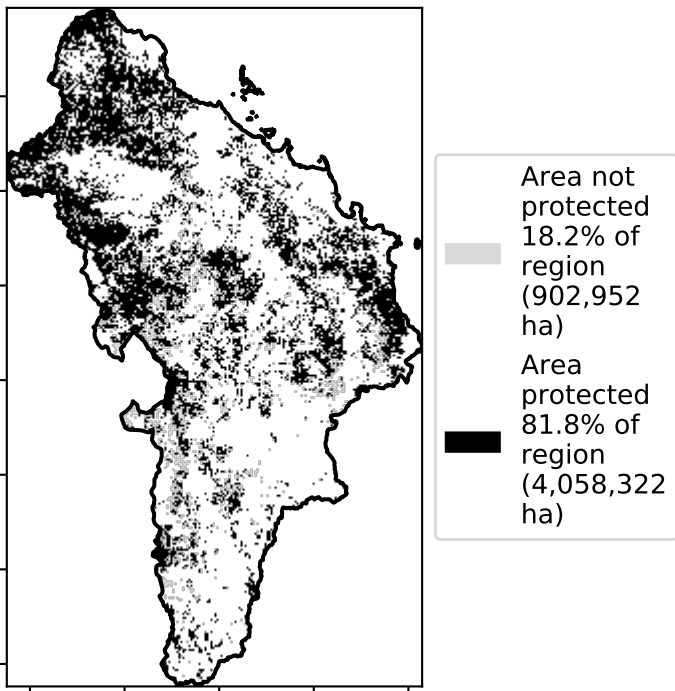 Area not
protected
18.2% of
region
(902,952
ha)
Area
protected
81.8% of
region
(4,058,322
ha)